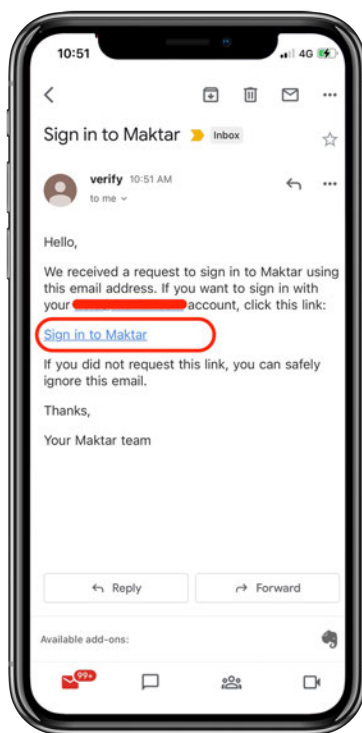 10:51
4G
Sign in to Maktar
Inbox
verify 10:51 AM
to me
Hello,
We received a request to sign in to Maktar using
this email address. If you want to sign in with
your account, click this link:
Sign in to Maktar
If you did not request this link, you can safely
ignore this email.
Thanks,
Your Maktar team
Reply
Forward
Available add-ons:
99+